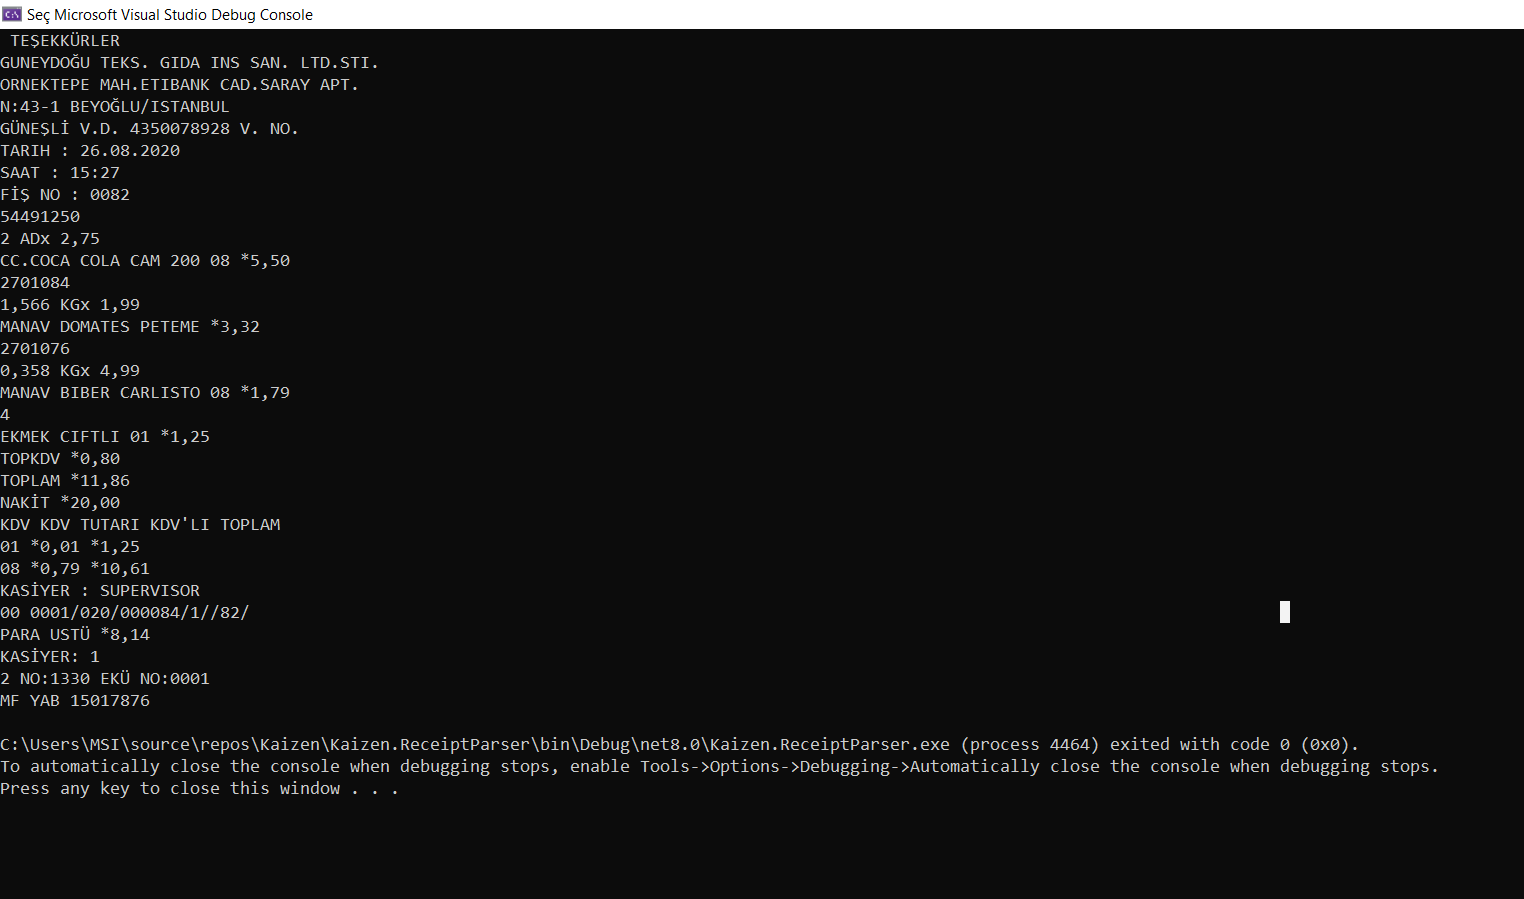 Seç Microsoft Visual Studio Debug Console
TEŞEKKÜRLER
GUNEYDOĞU TEKS. GIDA INS SAN. LTD.STI.
ORNEKTEPE MAH.ETIBANK CAD.SARAY APT.
N:43-1 BEYOĞLU/ISTANBUL
GÜNEŞLİ V.D. 4350078928 V. NO.
TARIH : 26.08.2020
SAAT : 15:27
FİŞ NO : 0082
54491250
2 ADx 2,75
CC.COCA COLA CAM 200 08 *5,50
2701084
1,566 KGx 1,99
MANAV DOMATES PETEME *3,32
2701076
0,358 KGx 4,99
MANAV BIBER CARLISTO 08 *1,79
4
EKMEK CIFTLI 01 *1,25
TOPKDV *0,80
TOPLAM *11,86
NAKİT *20,00
KDV KDV TUTARI KDV'LI TOPLAM
01 *0,01 *1,25
08 *0,79 *10,61
KASİYER : SUPERVISOR
00 0001/020/000084/1//82/
PARA USTÜ *8,14
KASİYER: 1
2 NO:1330 EKÜ NO:0001
MF YAB 15017876
C:\Users\MSI\source\repos\Kaizen\Kaizen.ReceiptParser\bin\Debug\net8.0\Kaizen.ReceiptParser.exe (process 4464) exited with code 0 (0x0).
To automatically close the console when debugging stops, enable Tools->Options->Debugging->Automatically close the console when debugging stops.
Press any key to close this window . . .